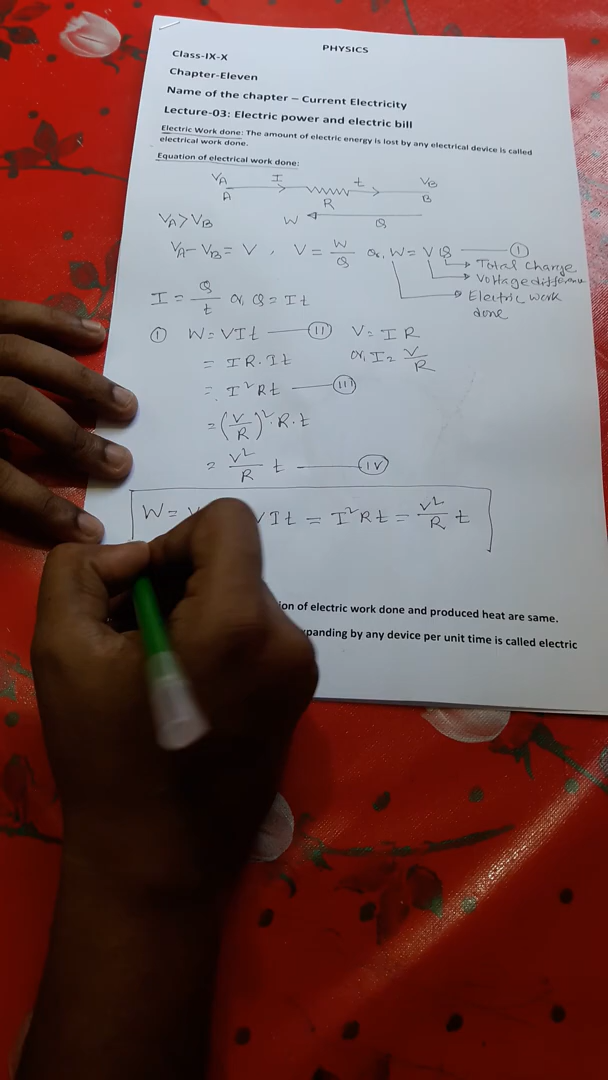 PHYSICS
Class-IX-X
Chapter-Eleven
Name of the chapter – Current Electricity
Lecture-03: Electric power and electric bill
Electric Work done: The amount of electric energy is lost by any electrical device is called
electrical work done.
Equation of electrical work done:
VA I t VB
A R B
VA > VB W Q
VA - VB = V , V = W/Q or, W = VQ (I)
Total Charge
Voltage difference
Electric work
done
I = Q/t or, Q = It
(I) W = VIt (II) V = IR
= IR. It or, I = V/R
= I²Rt (III)
= (V/R)². R. t
= V²/R t (IV)
W = VIt = I²Rt = V²/R t
of electric work done and produced heat are same.
by any device per unit time is called electric